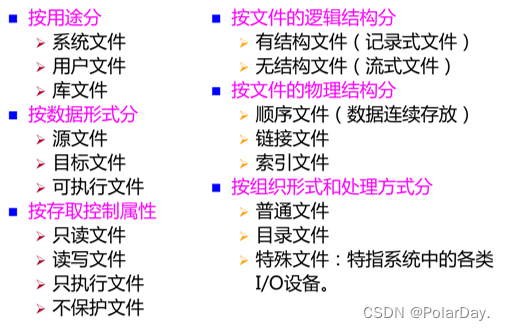 按用途分
系统文件
用户文件
库文件
按数据形式分
源文件
目标文件
可执行文件
按存取控制属性
只读文件
读写文件
只执行文件
不保护文件
按文件的逻辑结构分
有结构文件（记录式文件）
无结构文件（流式文件）
按文件的物理结构分
顺序文件（数据连续存放）
链接文件
索引文件
按组织形式和处理方式分
普通文件
目录文件
特殊文件：特指系统中的各类
I/O设备。
CSDN @PolarDay.